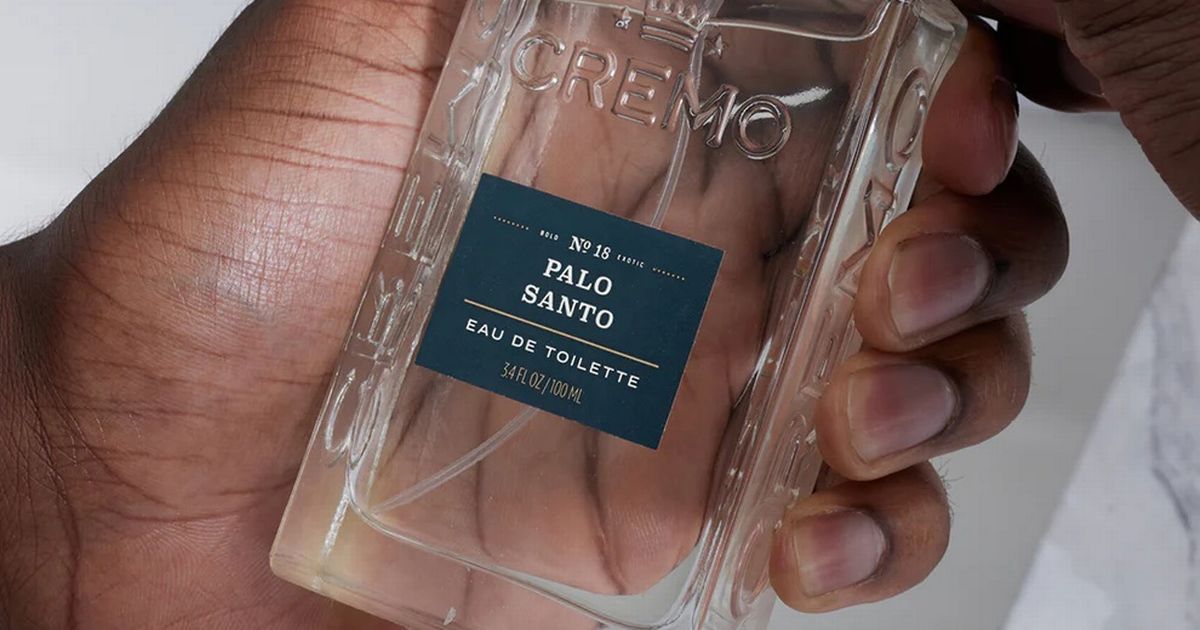 CREMO
BOLD Nº 18 EXOTIC
PALO
SANTO
EAU DE TOILETTE
3.4 FL OZ / 100 ML